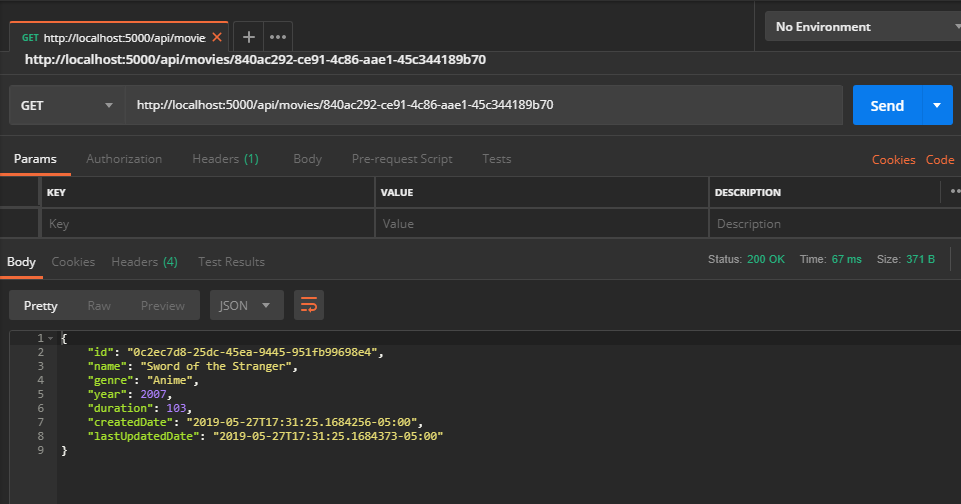 GET http://localhost:5000/api/movie
No Environment
http://localhost:5000/api/movies/840ac292-ce91-4c86-aae1-45c344189b70
GET http://localhost:5000/api/movies/840ac292-ce91-4c86-aae1-45c344189b70 Send
Params Authorization Headers (1) Body Pre-request Script Tests Cookies Code
KEY VALUE DESCRIPTION
Key Value Description
Body Cookies Headers (4) Test Results Status: 200 OK Time: 67 ms Size: 371 B
Pretty Raw Preview JSON
1 {
2 "id": "0c2ec7d8-25dc-45ea-9445-951fb99698e4",
3 "name": "Sword of the Stranger",
4 "genre": "Anime",
5 "year": 2007,
6 "duration": 103,
7 "createdDate": "2019-05-27T17:31:25.1684256-05:00",
8 "lastUpdatedDate": "2019-05-27T17:31:25.1684373-05:00"
9 }